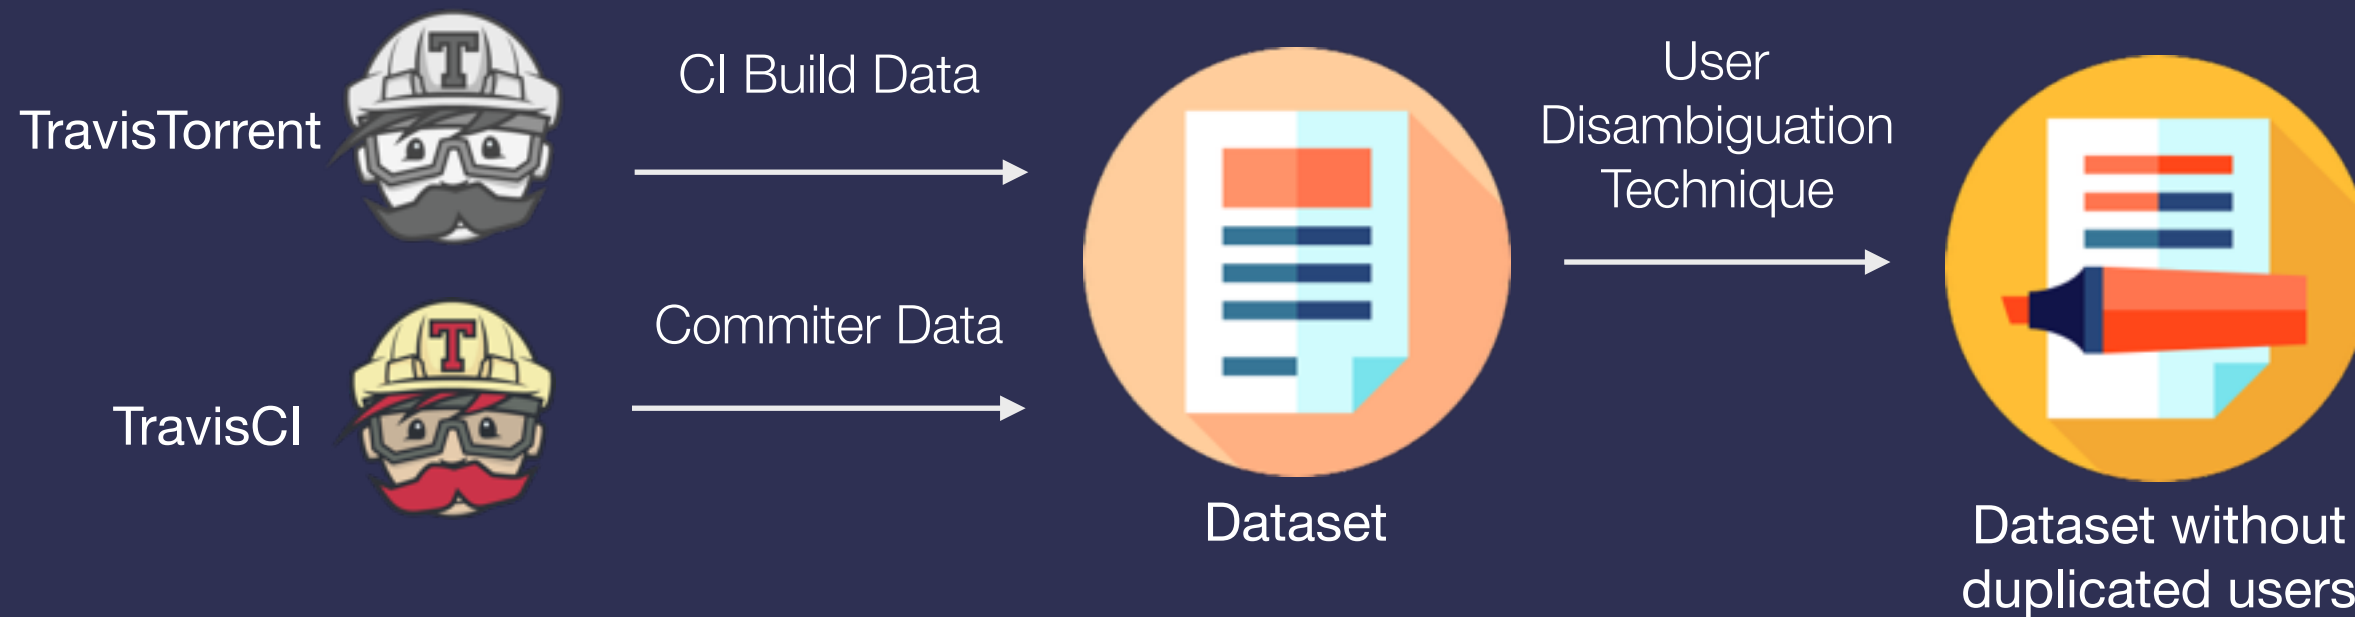 TravisTorrent
T
CI Build Data
TravisCI
T
Commiter Data
Dataset
User
Disambiguation
Technique
Dataset without
duplicated users